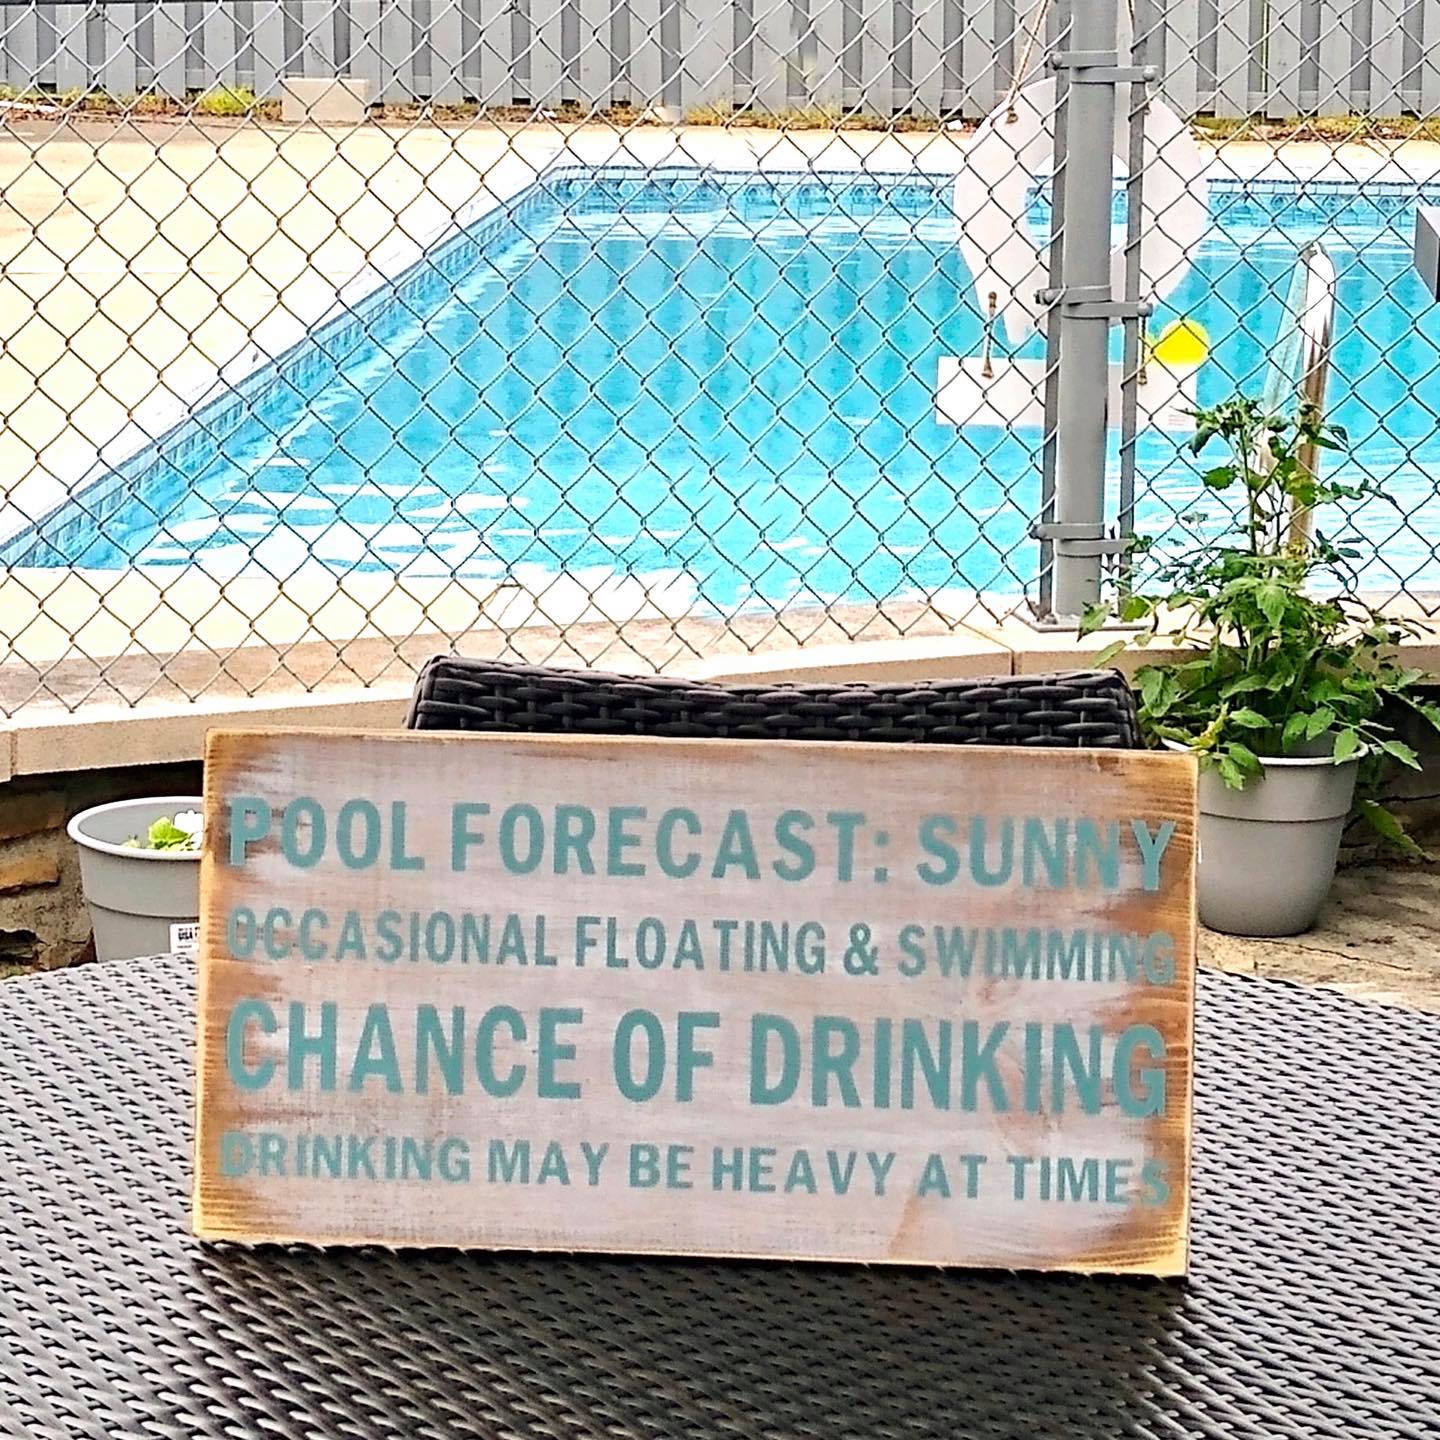 POOL FORECAST: SUNNY
OCCASIONAL FLOATING & SWIMMING
CHANCE OF DRINKING
DRINKING MAY BE HEAVY AT TIMES